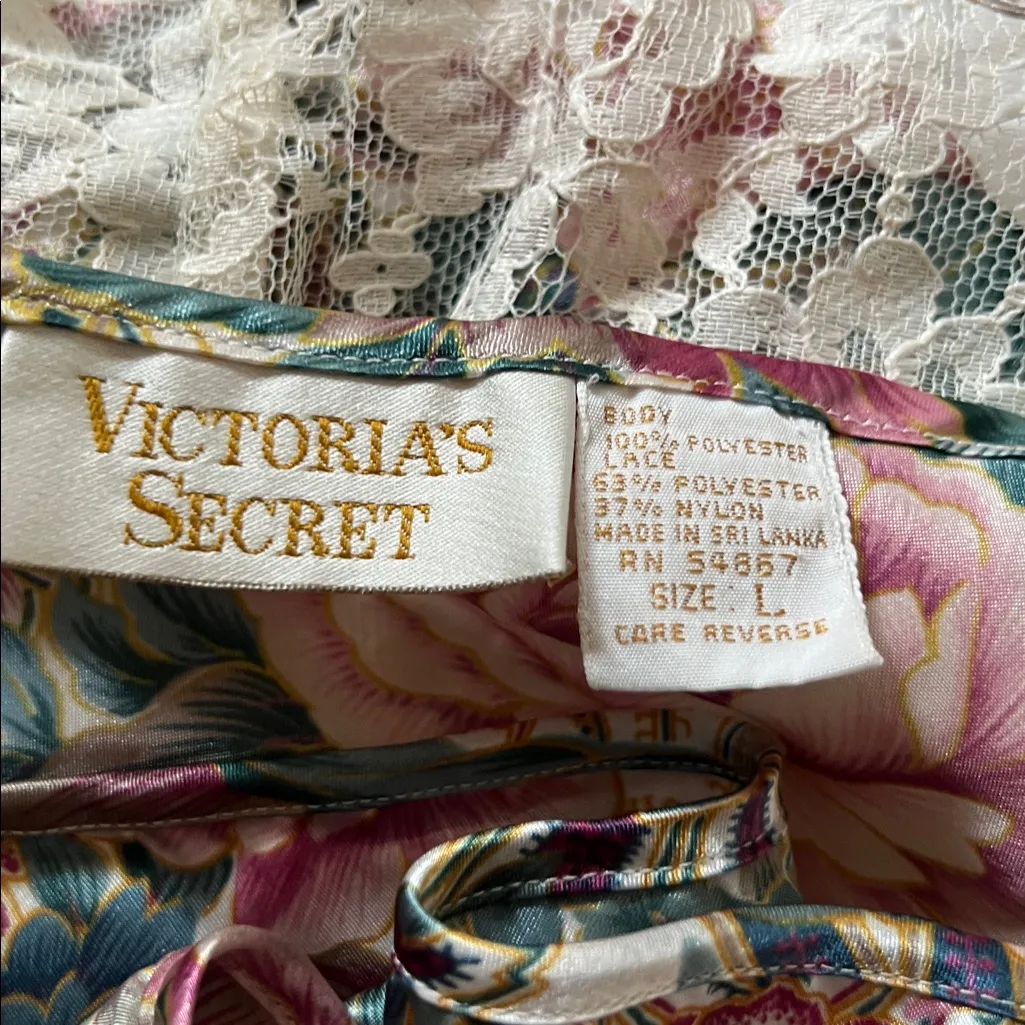 VICTORIA'S
SECRET
BODY
100% POLYESTER
LACE
63% POLYESTER
37% NYLON
MADE IN SRI LANKA
RN 54867
SIZE: L
CARE REVERSE